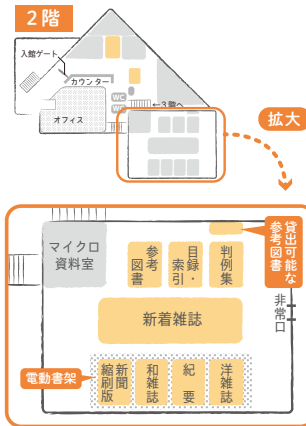 2階
入館ゲート
カウンター
WC
WC
←3階へ
オフィス
拡大
マイクロ
資料室
参考図書
目録・
索引
判例集
貸出可能な
参考図書
新着雑誌
非常口
電動書架
新聞
縮刷版
和雑誌
紀要
洋雑誌